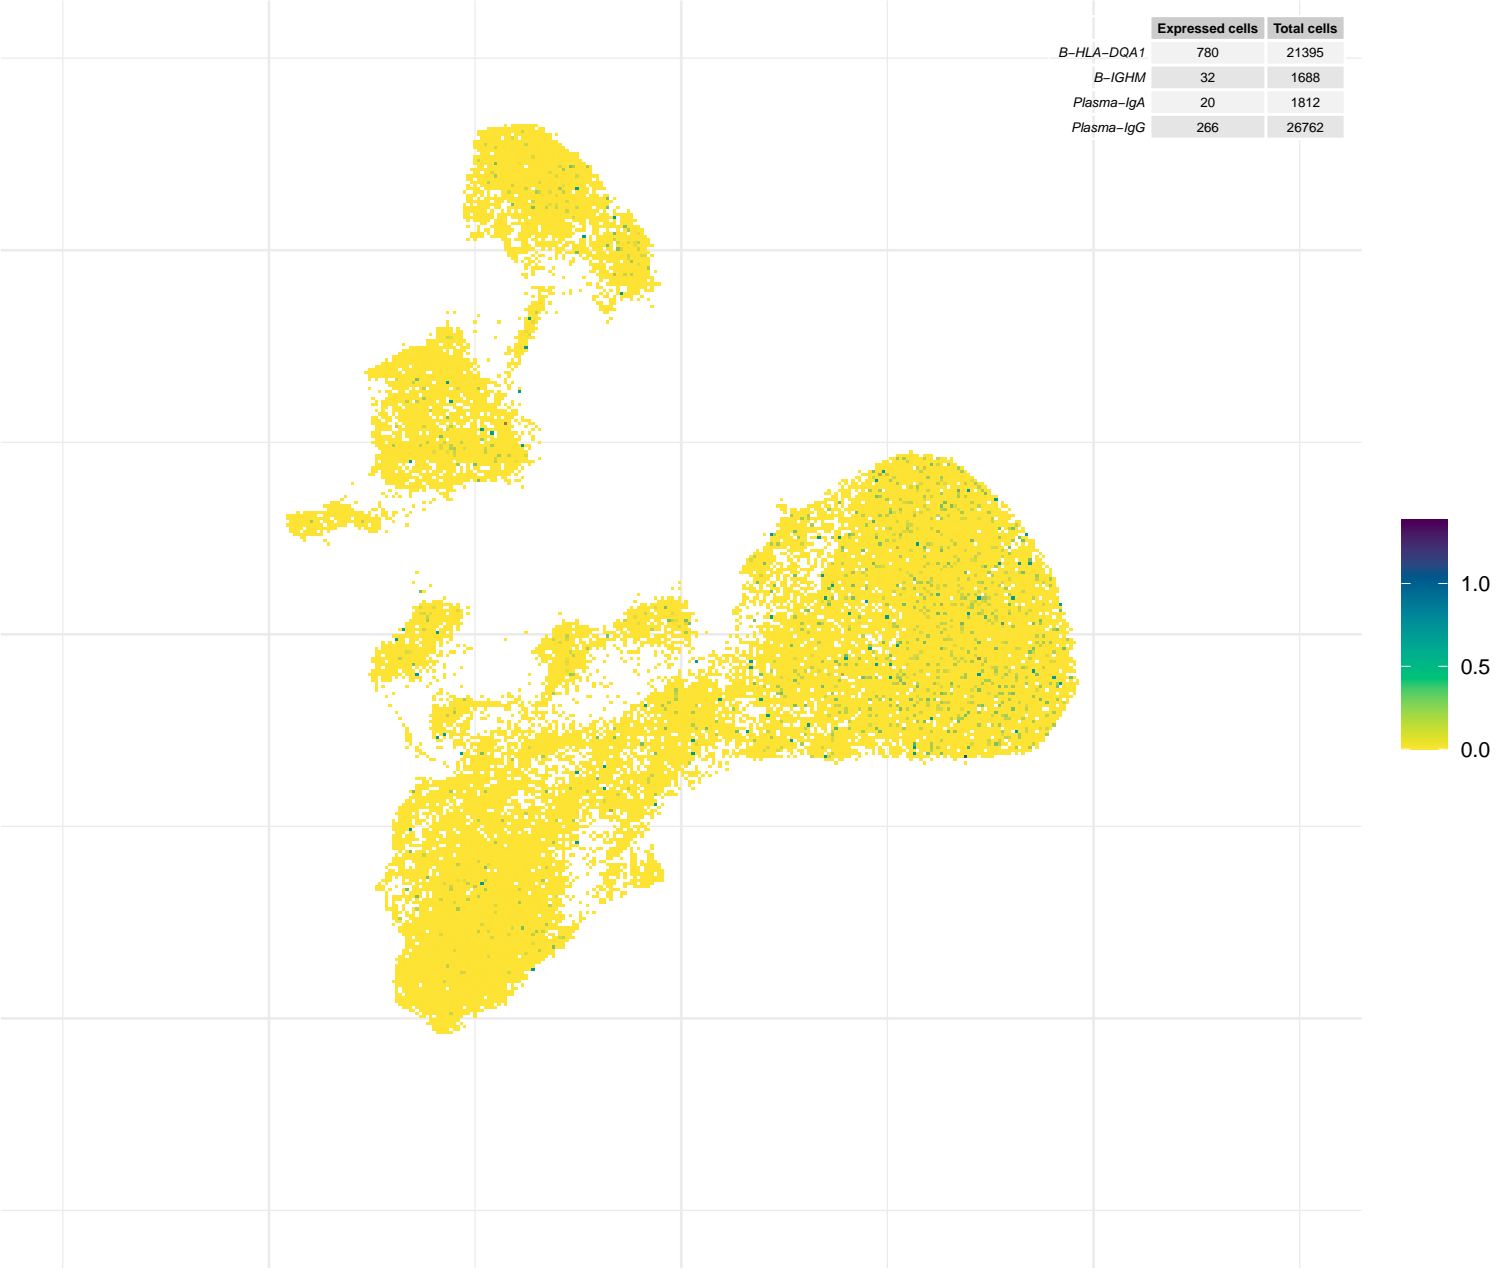 Expressed cells Total cells
B−HLA−DQA1 780 21395
B−IGHM 32 1688
Plasma−IgA 20 1812
Plasma−IgG 266 26762
1.0
0.5
0.0